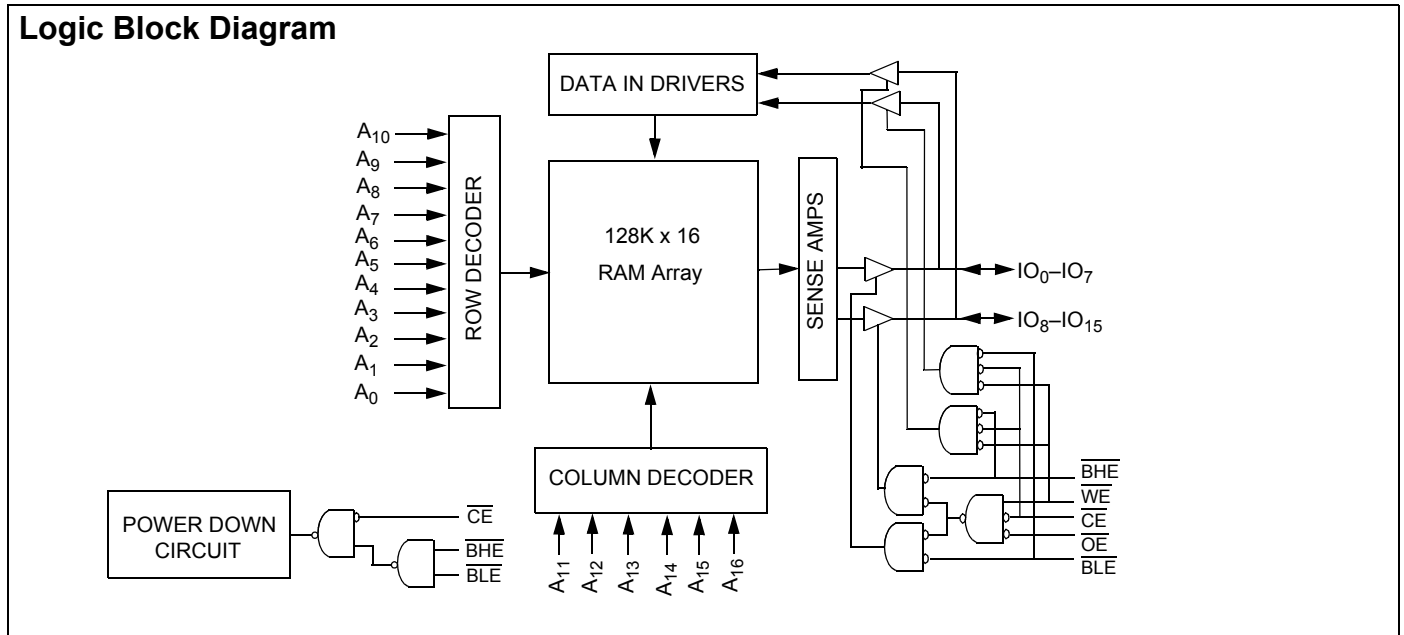 Logic Block Diagram
DATA IN DRIVERS
A10
A9
A8
A7
A6
A5
A4
A3
A2
A1
A0
ROW DECODER
128K x 16
RAM Array
SENSE AMPS
IO0–IO7
IO8–IO15
COLUMN DECODER
A11
A12
A13
A14
A15
A16
BHE
WE
CE
OE
BLE
POWER DOWN
CIRCUIT
CE
BHE
BLE